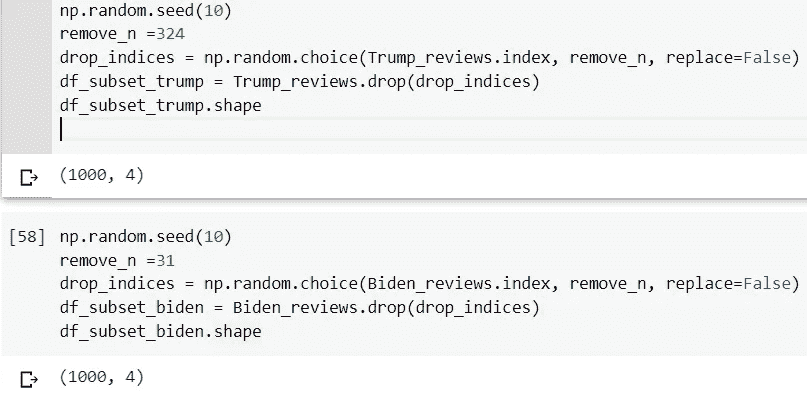 np.random.seed(10)
remove_n =324
drop_indices = np.random.choice(Trump_reviews.index, remove_n, replace=False)
df_subset_trump = Trump_reviews.drop(drop_indices)
df_subset_trump.shape
(1000, 4)
[58] np.random.seed(10)
remove_n =31
drop_indices = np.random.choice(Biden_reviews.index, remove_n, replace=False)
df_subset_biden = Biden_reviews.drop(drop_indices)
df_subset_biden.shape
(1000, 4)